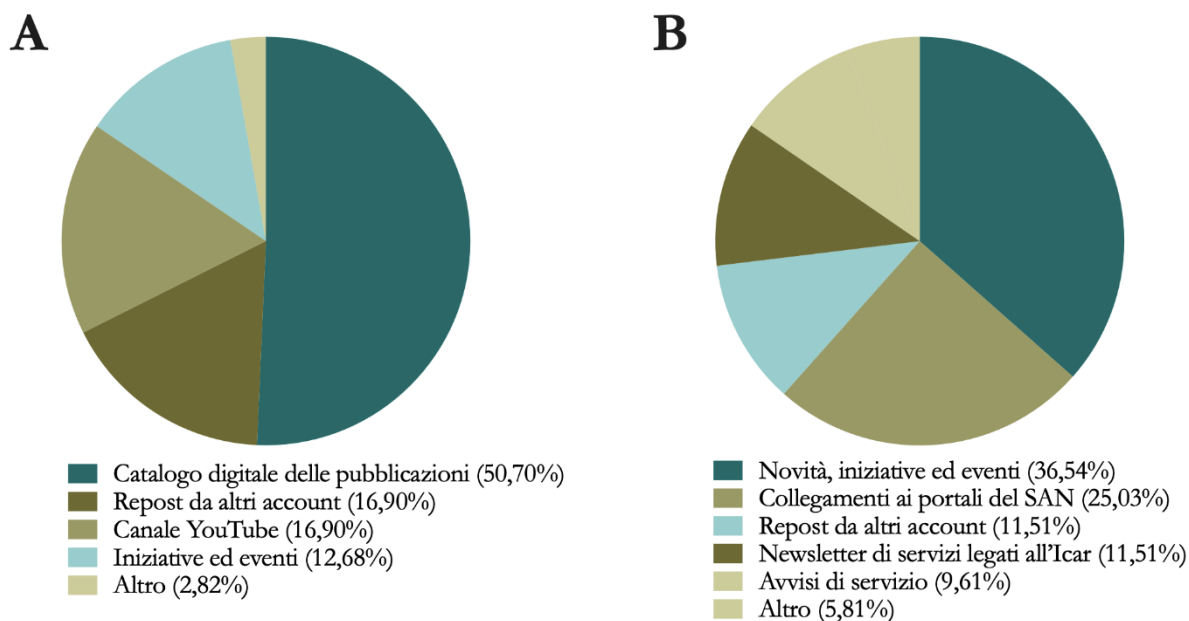 A
Catalogo digitale delle pubblicazioni (50,70%)
Repost da altri account (16,90%)
Canale YouTube (16,90%)
Iniziative ed eventi (12,68%)
Altro (2,82%)
B
Novità, iniziative ed eventi (36,54%)
Collegamenti ai portali del SAN (25,03%)
Repost da altri account (11,51%)
Newsletter di servizi legati all’Icar (11,51%)
Avvisi di servizio (9,61%)
Altro (5,81%)